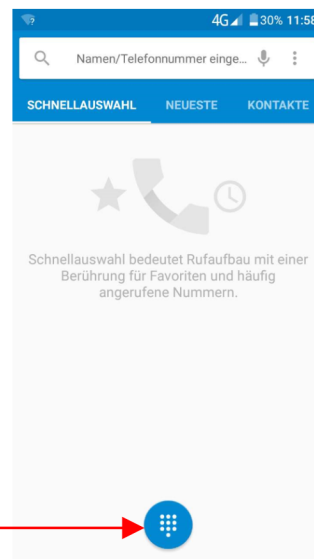 4G 30% 11:58
Namen/Telefonnummer einge...
SCHNELLAUSWAHL NEUESTE KONTAKTE
Schnellauswahl bedeutet Rufaufbau mit einer
Berührung für Favoriten und häufig
angerufene Nummern.